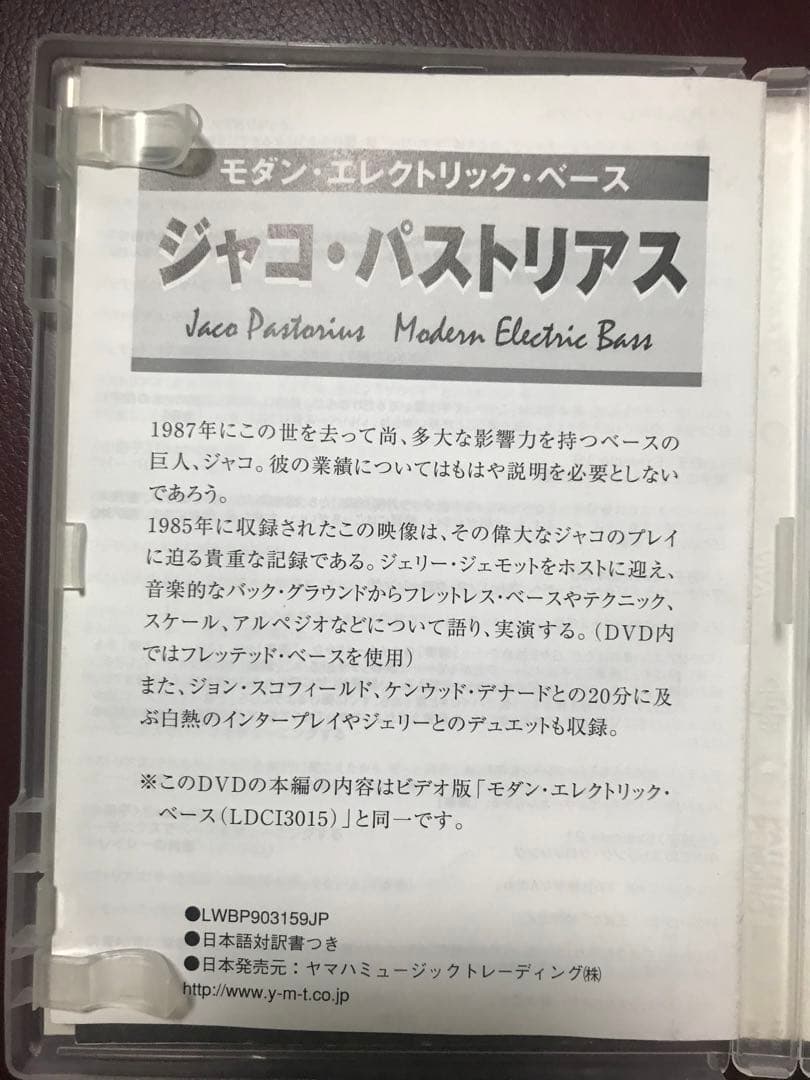 モダン・エレクトリック・ベース
ジャコ・パストリアス
Jaco Pastorius Modern Electric Bass
1987年にこの世を去って尚、多大な影響力を持つベースの
巨人、ジャコ。彼の業績についてはもはや説明を必要としない
であろう。
1985年に収録されたこの映像は、その偉大なジャコのプレイ
に迫る貴重な記録である。ジェリー・ジェモットをホストに迎え、
音楽的なバック・グラウンドからフレットレス・ベースやテクニック、
スケール、アルペジオなどについて語り、実演する。(DVD内
ではフレッテッド・ベースを使用)
また、ジョン・スコフィールド、ケンウッド・デナードとの20分に及
ぶ白熱のインタープレイやジェリーとのデュエットも収録。
※このDVDの本編の内容はビデオ版「モダン・エレクトリック・
ベース(LDCI3015)」と同一です。
●LWBP903159JP
●日本語対訳書つき
●日本発売元：ヤマハミュージックトレーディング㈱
http://www.y-m-t.co.jp